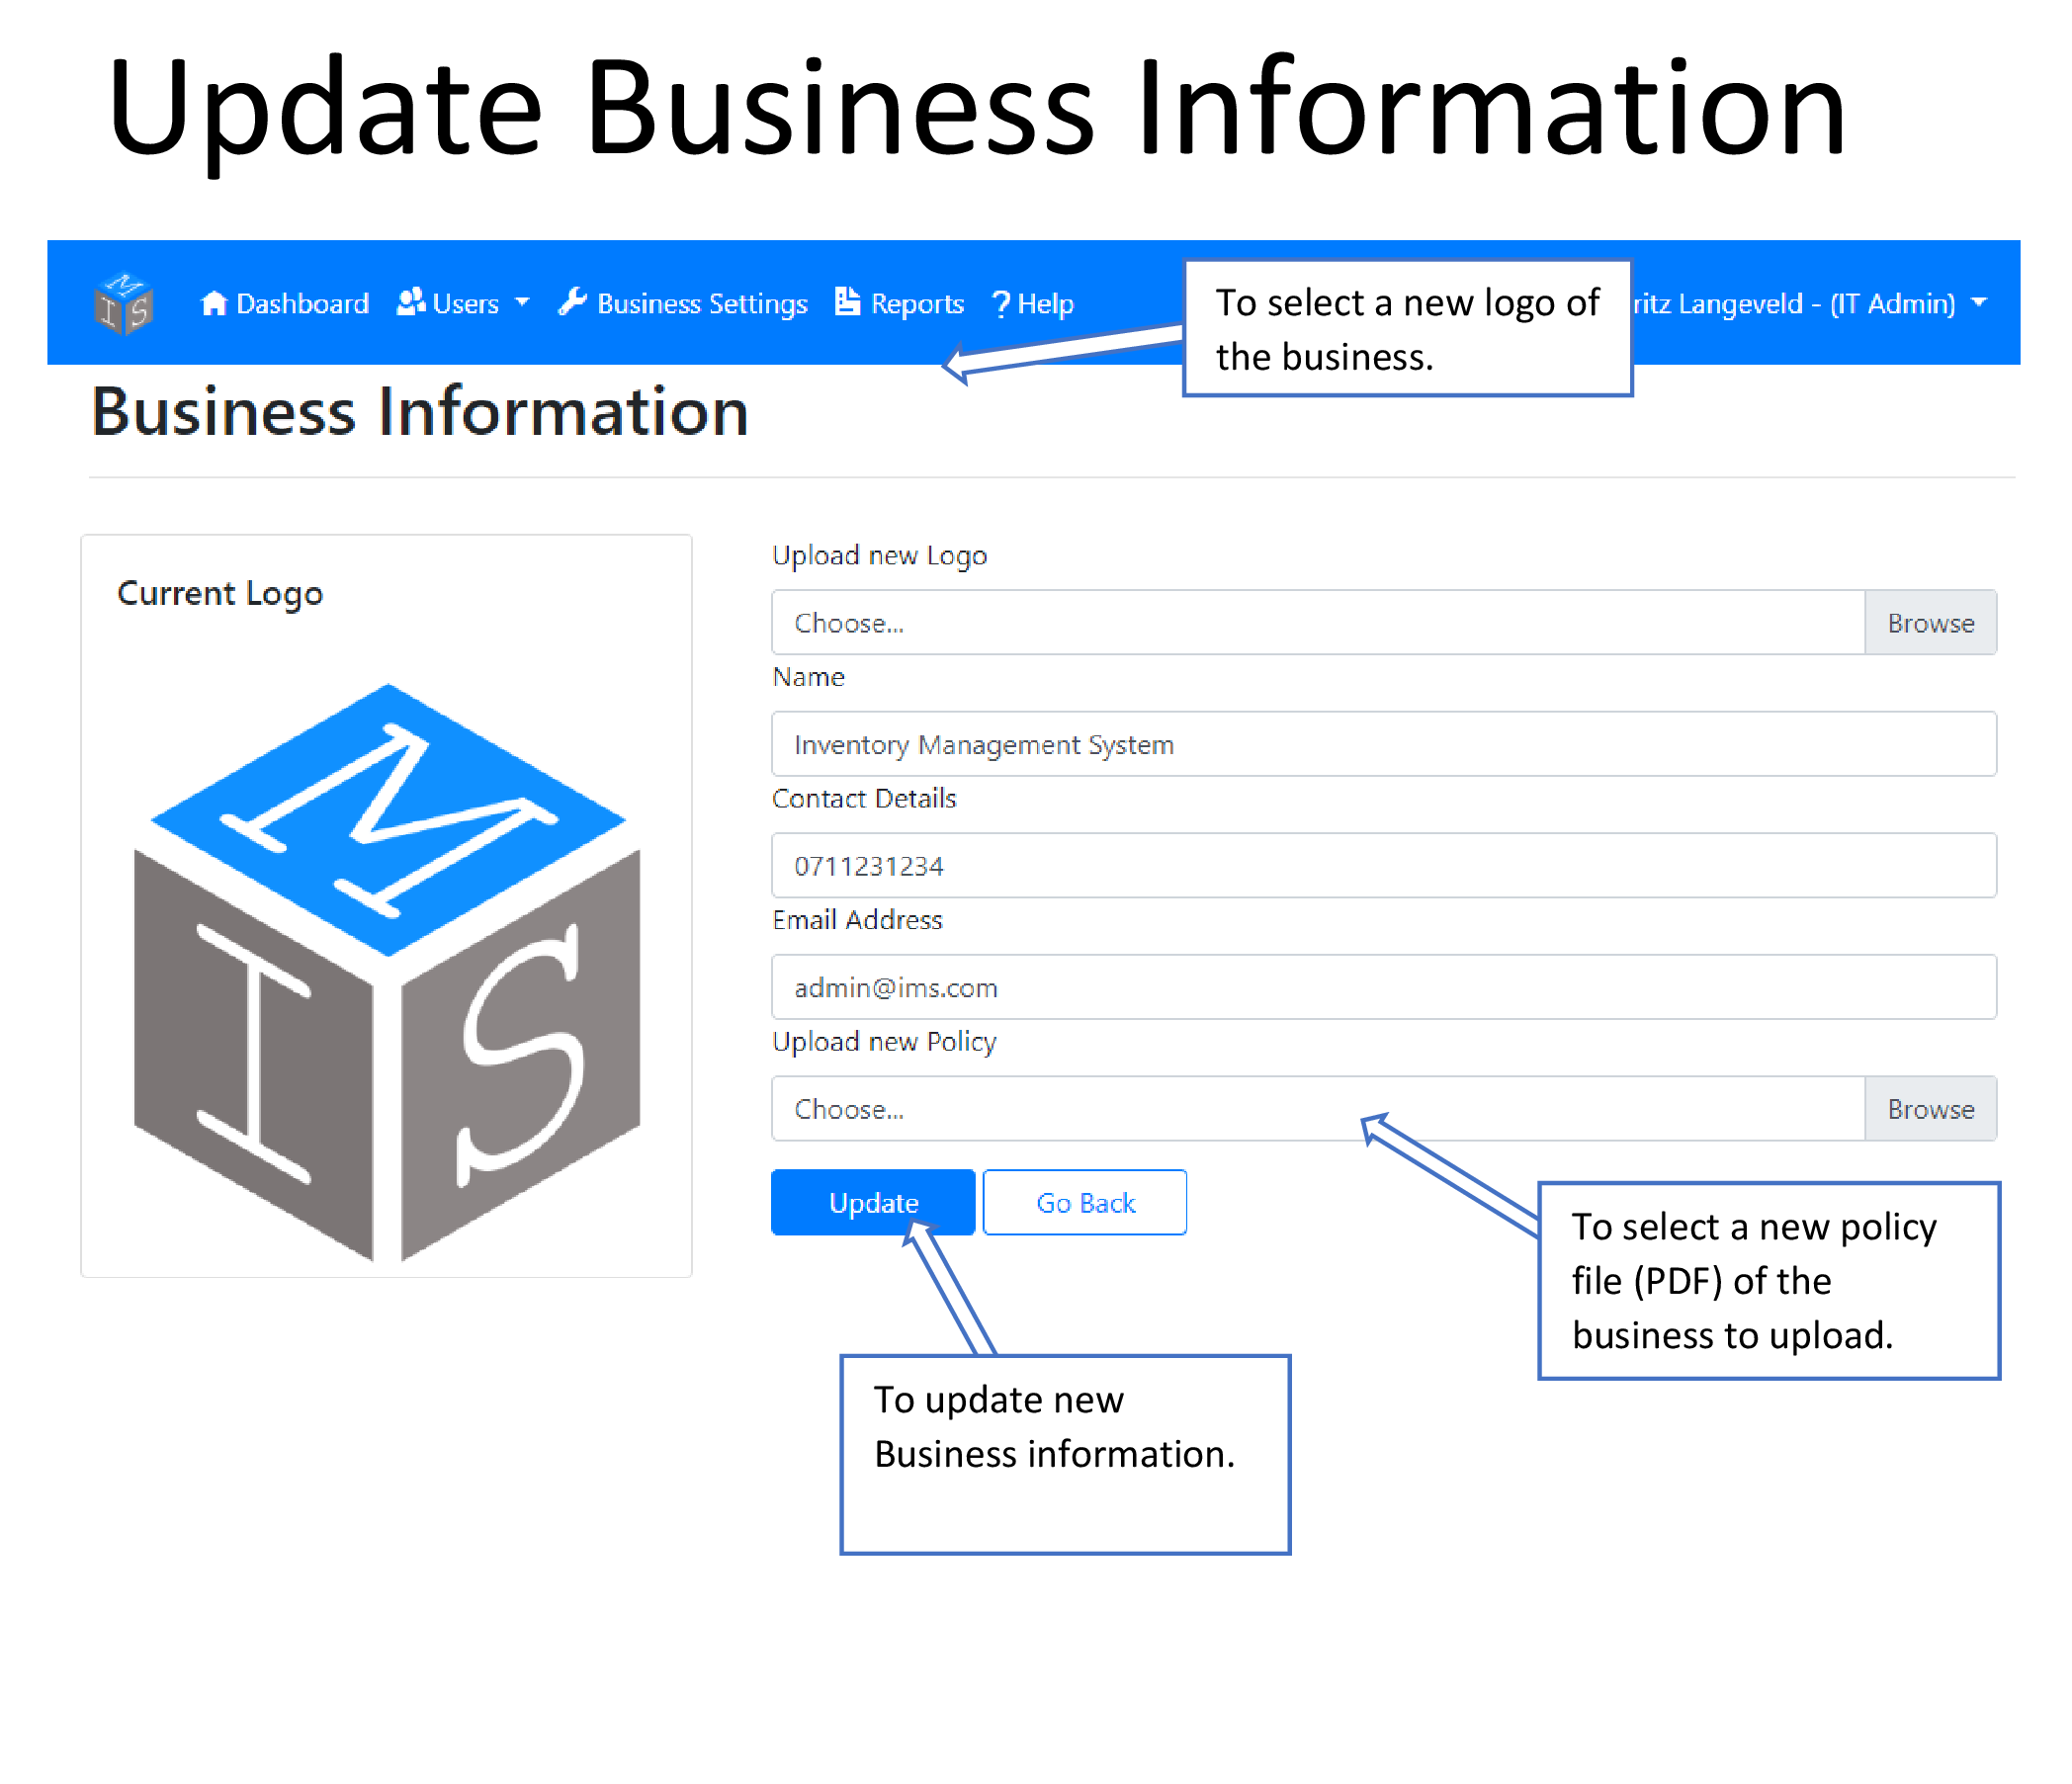 Update Business Information
M
I S
Dashboard Users Business Settings Reports ? Help
To select a new logo of
the business.
ritz Langeveld - (IT Admin)
Business Information
Current Logo
M
I S
Upload new Logo
Choose... Browse
Name
Inventory Management System
Contact Details
0711231234
Email Address
admin@ims.com
Upload new Policy
Choose... Browse
Update Go Back
To select a new policy
file (PDF) of the
business to upload.
To update new
Business information.